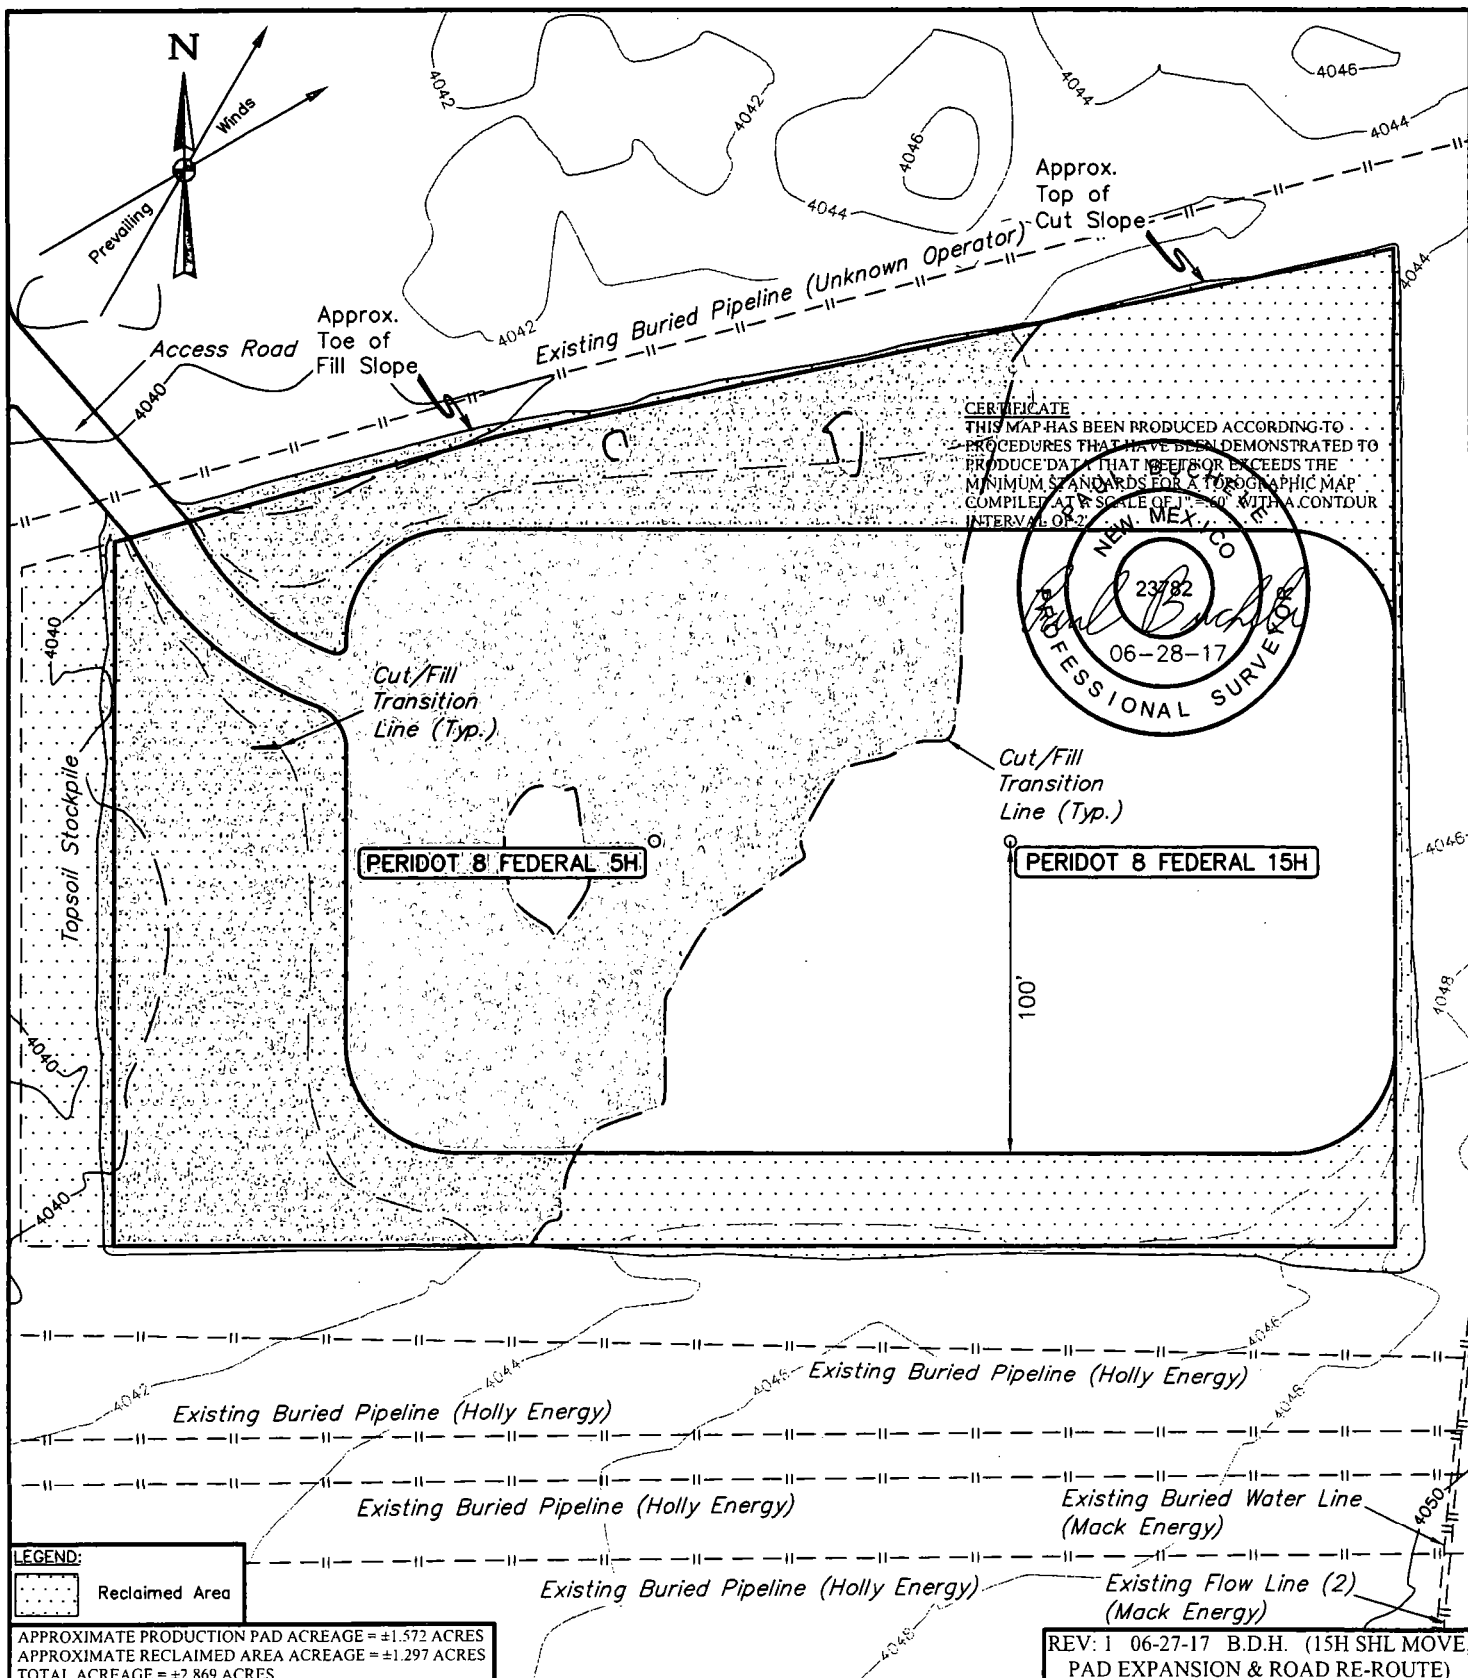 N
Winds
Prevailing
4042
4042
4042
4046
4044
4044
4044
4046
4044
Approx.
Top of
Cut Slope
Existing Buried Pipeline (Unknown Operator)
4042
Approx.
Toe of
Fill Slope
Access Road
4040
CERTIFICATE
THIS MAP HAS BEEN PRODUCED ACCORDING TO
PROCEDURES THAT HAVE BEEN DEMONSTRATED TO
PRODUCE DATA THAT MEETS OR EXCEEDS THE
MINIMUM STANDARDS FOR A TOPOGRAPHIC MAP
COMPILED AT A SCALE OF 1" = 60' WITH A CONTOUR
INTERVAL OF 2'
NEW MEXICO
23782
06-28-17
PROFESSIONAL SURVEYOR
4040
Cut/Fill
Transition
Line (Typ.)
Topsoil Stockpile
Cut/Fill
Transition
Line (Typ.)
PERIDOT 8 FEDERAL 5H
PERIDOT 8 FEDERAL 15H
4046
100'
4048
4040
4040
4046
Existing Buried Pipeline (Holly Energy)
4042
4044
4046
4048
Existing Buried Pipeline (Holly Energy)
Existing Buried Pipeline (Holly Energy)
Existing Buried Water Line
(Mack Energy)
4050
Existing Buried Pipeline (Holly Energy)
Existing Flow Line (2)
(Mack Energy)
4048
LEGEND:
Reclaimed Area
APPROXIMATE PRODUCTION PAD ACREAGE = ±1.572 ACRES
APPROXIMATE RECLAIMED AREA ACREAGE = ±1.297 ACRES
TOTAL ACREAGE = ±2.869 ACRES
REV: 1 06-27-17 B.D.H. (15H SHL MOVE,
PAD EXPANSION & ROAD RE-ROUTE)